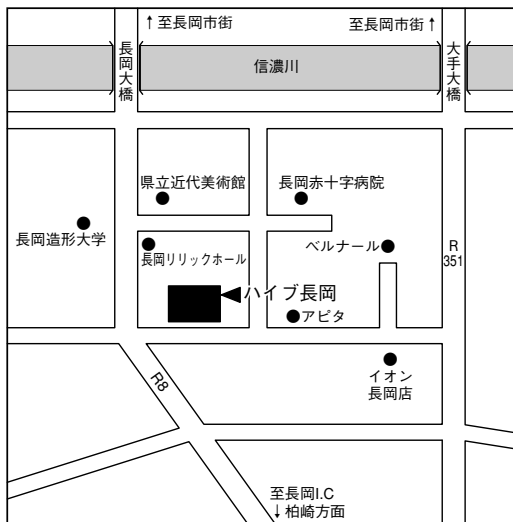 ↑至長岡市街
至長岡市街↑
長岡大橋
信濃川
大手大橋
県立近代美術館
長岡赤十字病院
長岡造形大学
長岡リリックホール
ベルナール
R
351
ハイブ長岡
アピタ
イオン
長岡店
R8
至長岡I.C
↓柏崎方面